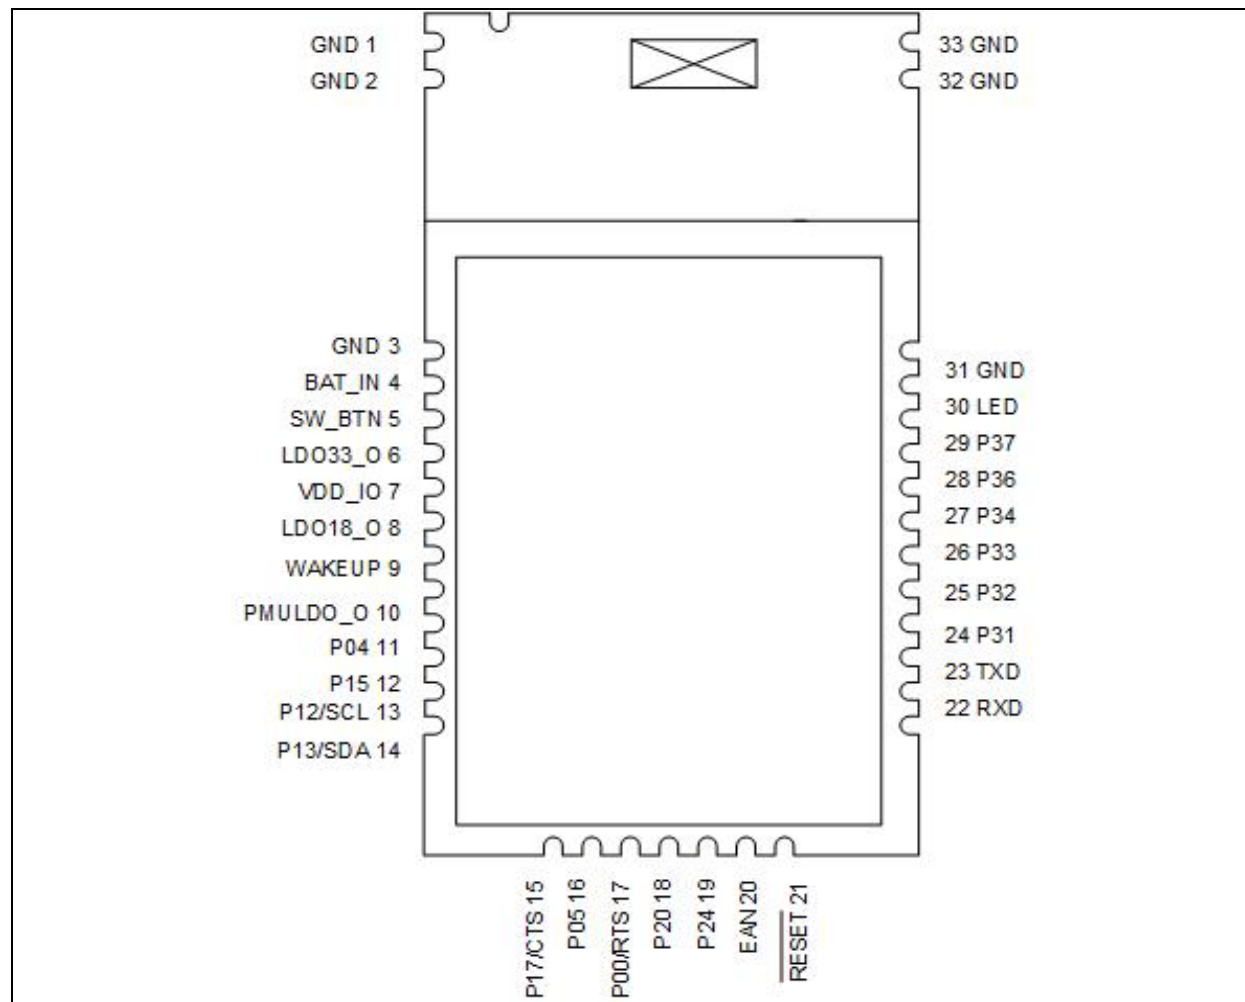 GND 1
GND 2
33 GND
32 GND
GND 3
BAT_IN 4
SW_BTN 5
LDO33_O 6
VDD_IO 7
LDO18_O 8
WAKEUP 9
PMULDO_O 10
P04 11
P15 12
P12/SCL 13
P13/SDA 14
31 GND
30 LED
29 P37
28 P36
27 P34
26 P33
25 P32
24 P31
23 TXD
22 RXD
P17/CTS 15
P05 16
P00/RTS 17
P20 18
P24 19
EAN 20
RESET 21